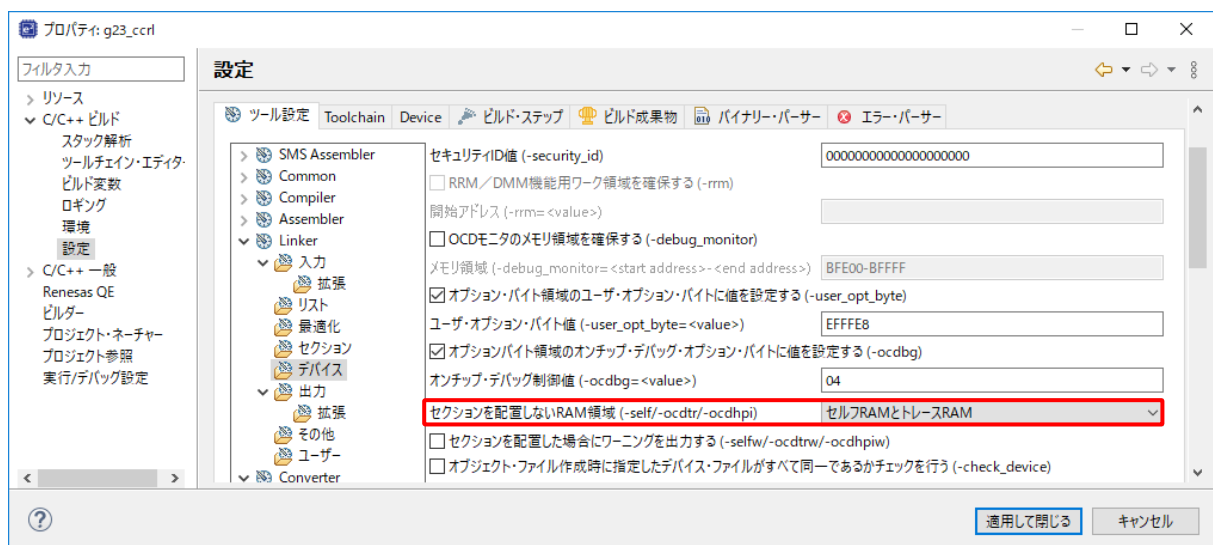 プロパティ: g23_ccrl
フィルタ入力
リソース
C/C++ ビルド
スタック解析
ツールチェイン・エディタ・
ビルド変数
ロギング
環境
設定
C/C++ 一般
Renesas QE
ビルダー
プロジェクト・ネーチャー
プロジェクト参照
実行/デバッグ設定
設定
ツール設定 Toolchain Device ビルド・ステップ ビルド成果物 バイナリー・パーサー エラー・パーサー
SMS Assembler
Common
Compiler
Assembler
Linker
入力
拡張
リスト
最適化
セクション
デバイス
出力
拡張
その他
ユーザー
Converter
セキュリティID値 (-security_id) 00000000000000000000
RRM／DMM機能用ワーク領域を確保する (-rrm)
開始アドレス (-rrm=<value>)
OCDモニタのメモリ領域を確保する (-debug_monitor)
メモリ領域 (-debug_monitor=<start address>-<end address>) BFE00-BFFFF
オプション・バイト領域のユーザ・オプション・バイトに値を設定する (-user_opt_byte)
ユーザ・オプション・バイト値 (-user_opt_byte=<value>) EFFFE8
オプションバイト領域のオンチップ・デバッグ・オプション・バイトに値を設定する (-ocdbg)
オンチップ・デバッグ制御値 (-ocdbg=<value>) 04
セクションを配置しないRAM領域 (-self/-ocdtr/-ocdhpi) セルフRAMとトレースRAM
セクションを配置した場合にワーニングを出力する (-selfw/-ocdtrw/-ocdhpiw)
オブジェクト・ファイル作成時に指定したデバイス・ファイルがすべて同一であるかチェックを行う (-check_device)
適用して閉じる キャンセル